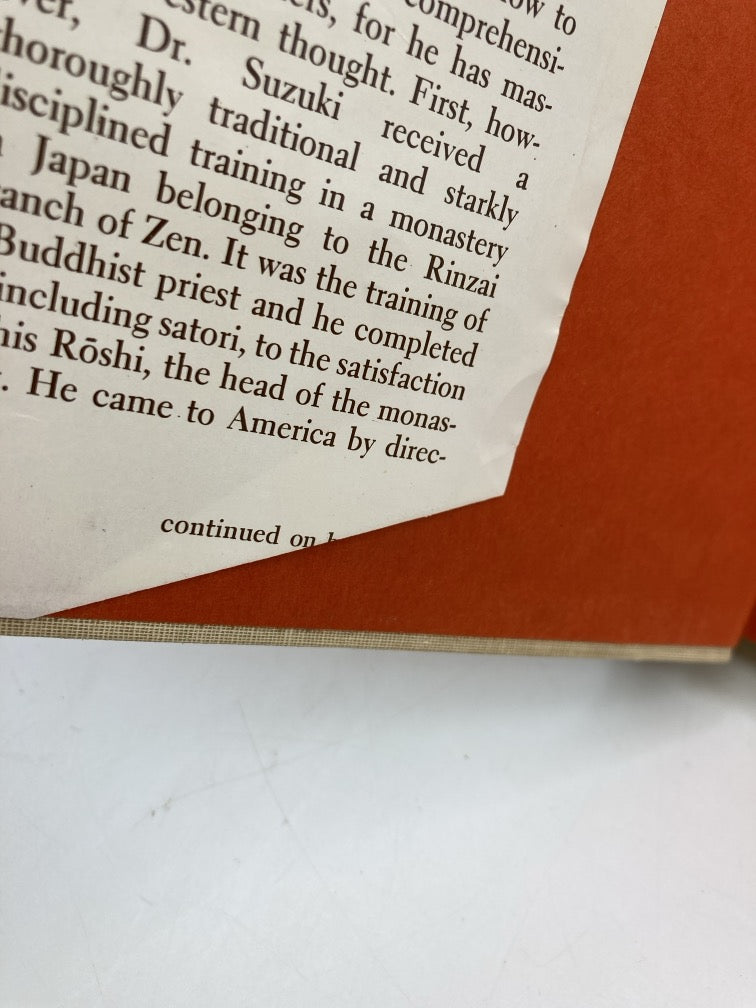 to
comprehensi-
for he has mas-
thought. First, how-
Dr. Suzuki received a
thoroughly traditional and starkly
disciplined training in a monastery
Japan belonging to the Rinzai
of Zen. It was the training of
Buddhist priest and he completed
including satori, to the satisfaction
his Rōshi, the head of the monas-
He came to America by direc-
continued on